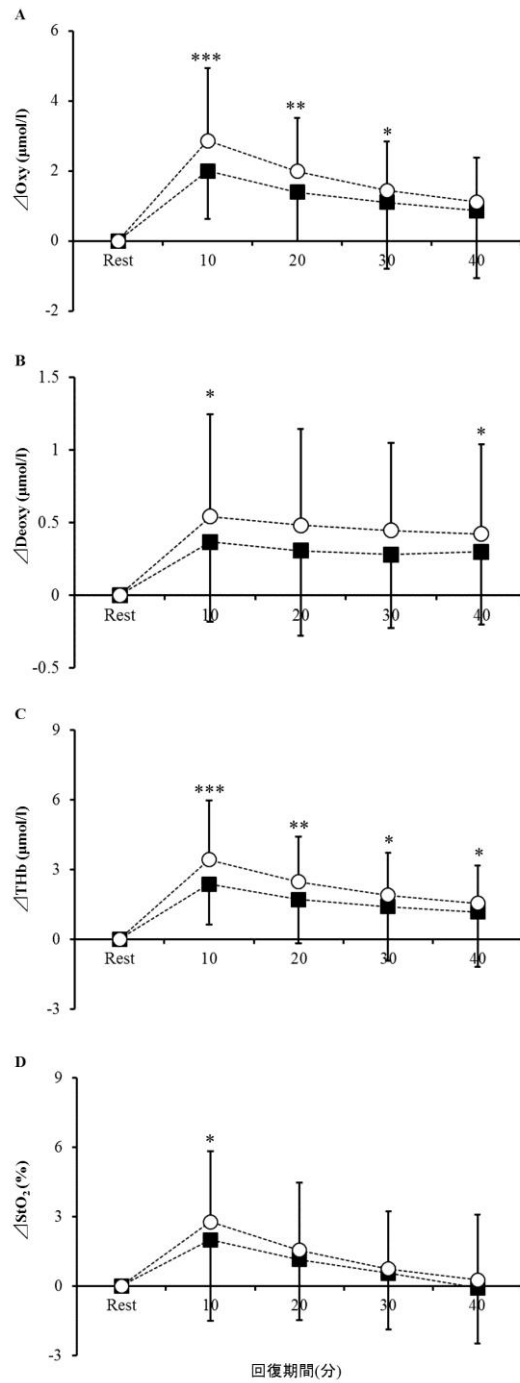 A
⊿Oxy (μmol/l)
6
***
4
**
*
2
0
Rest 10 20 30 40
-2
B
⊿Deoxy (μmol/l)
1.5
* *
1
0.5
0
Rest 10 20 30 40
-0.5
C
⊿THb (μmol/l)
9
***
6
**
* *
3
0
Rest 10 20 30 40
-3
D
⊿StO₂ (%)
9
6
*
3
0
Rest 10 20 30 40
-3
回復期間(分)